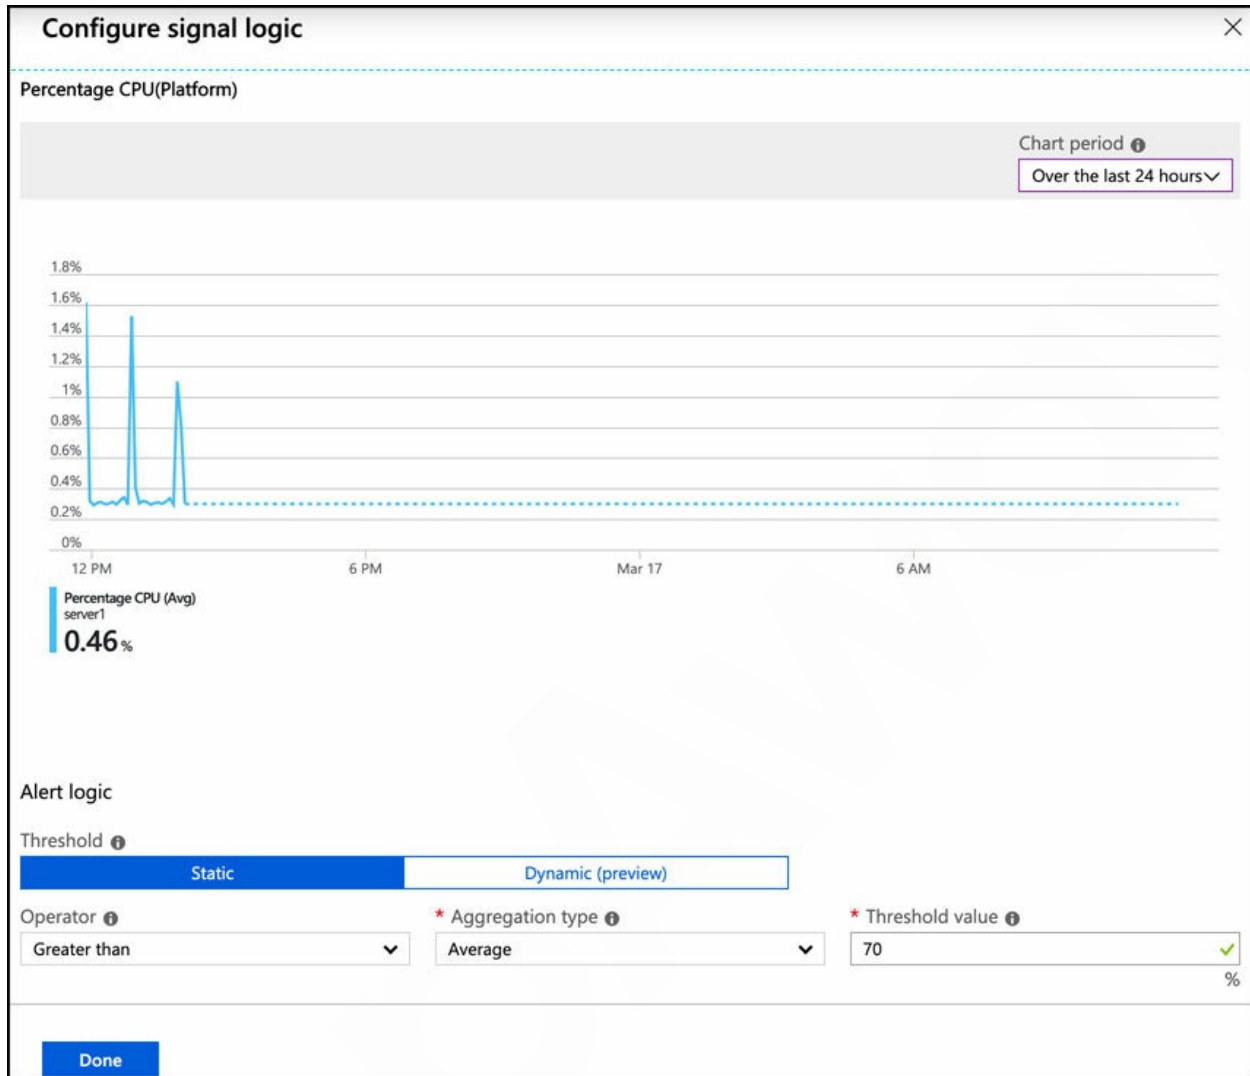 Configure signal logic
Percentage CPU(Platform)
Chart period
Over the last 24 hours
1.8%
1.6%
1.4%
1.2%
1%
0.8%
0.6%
0.4%
0.2%
0%
12 PM 6 PM Mar 17 6 AM
Percentage CPU (Avg)
server1
0.46 %
Alert logic
Threshold
Static Dynamic (preview)
Operator * Aggregation type * Threshold value
Greater than Average 70
%
Done